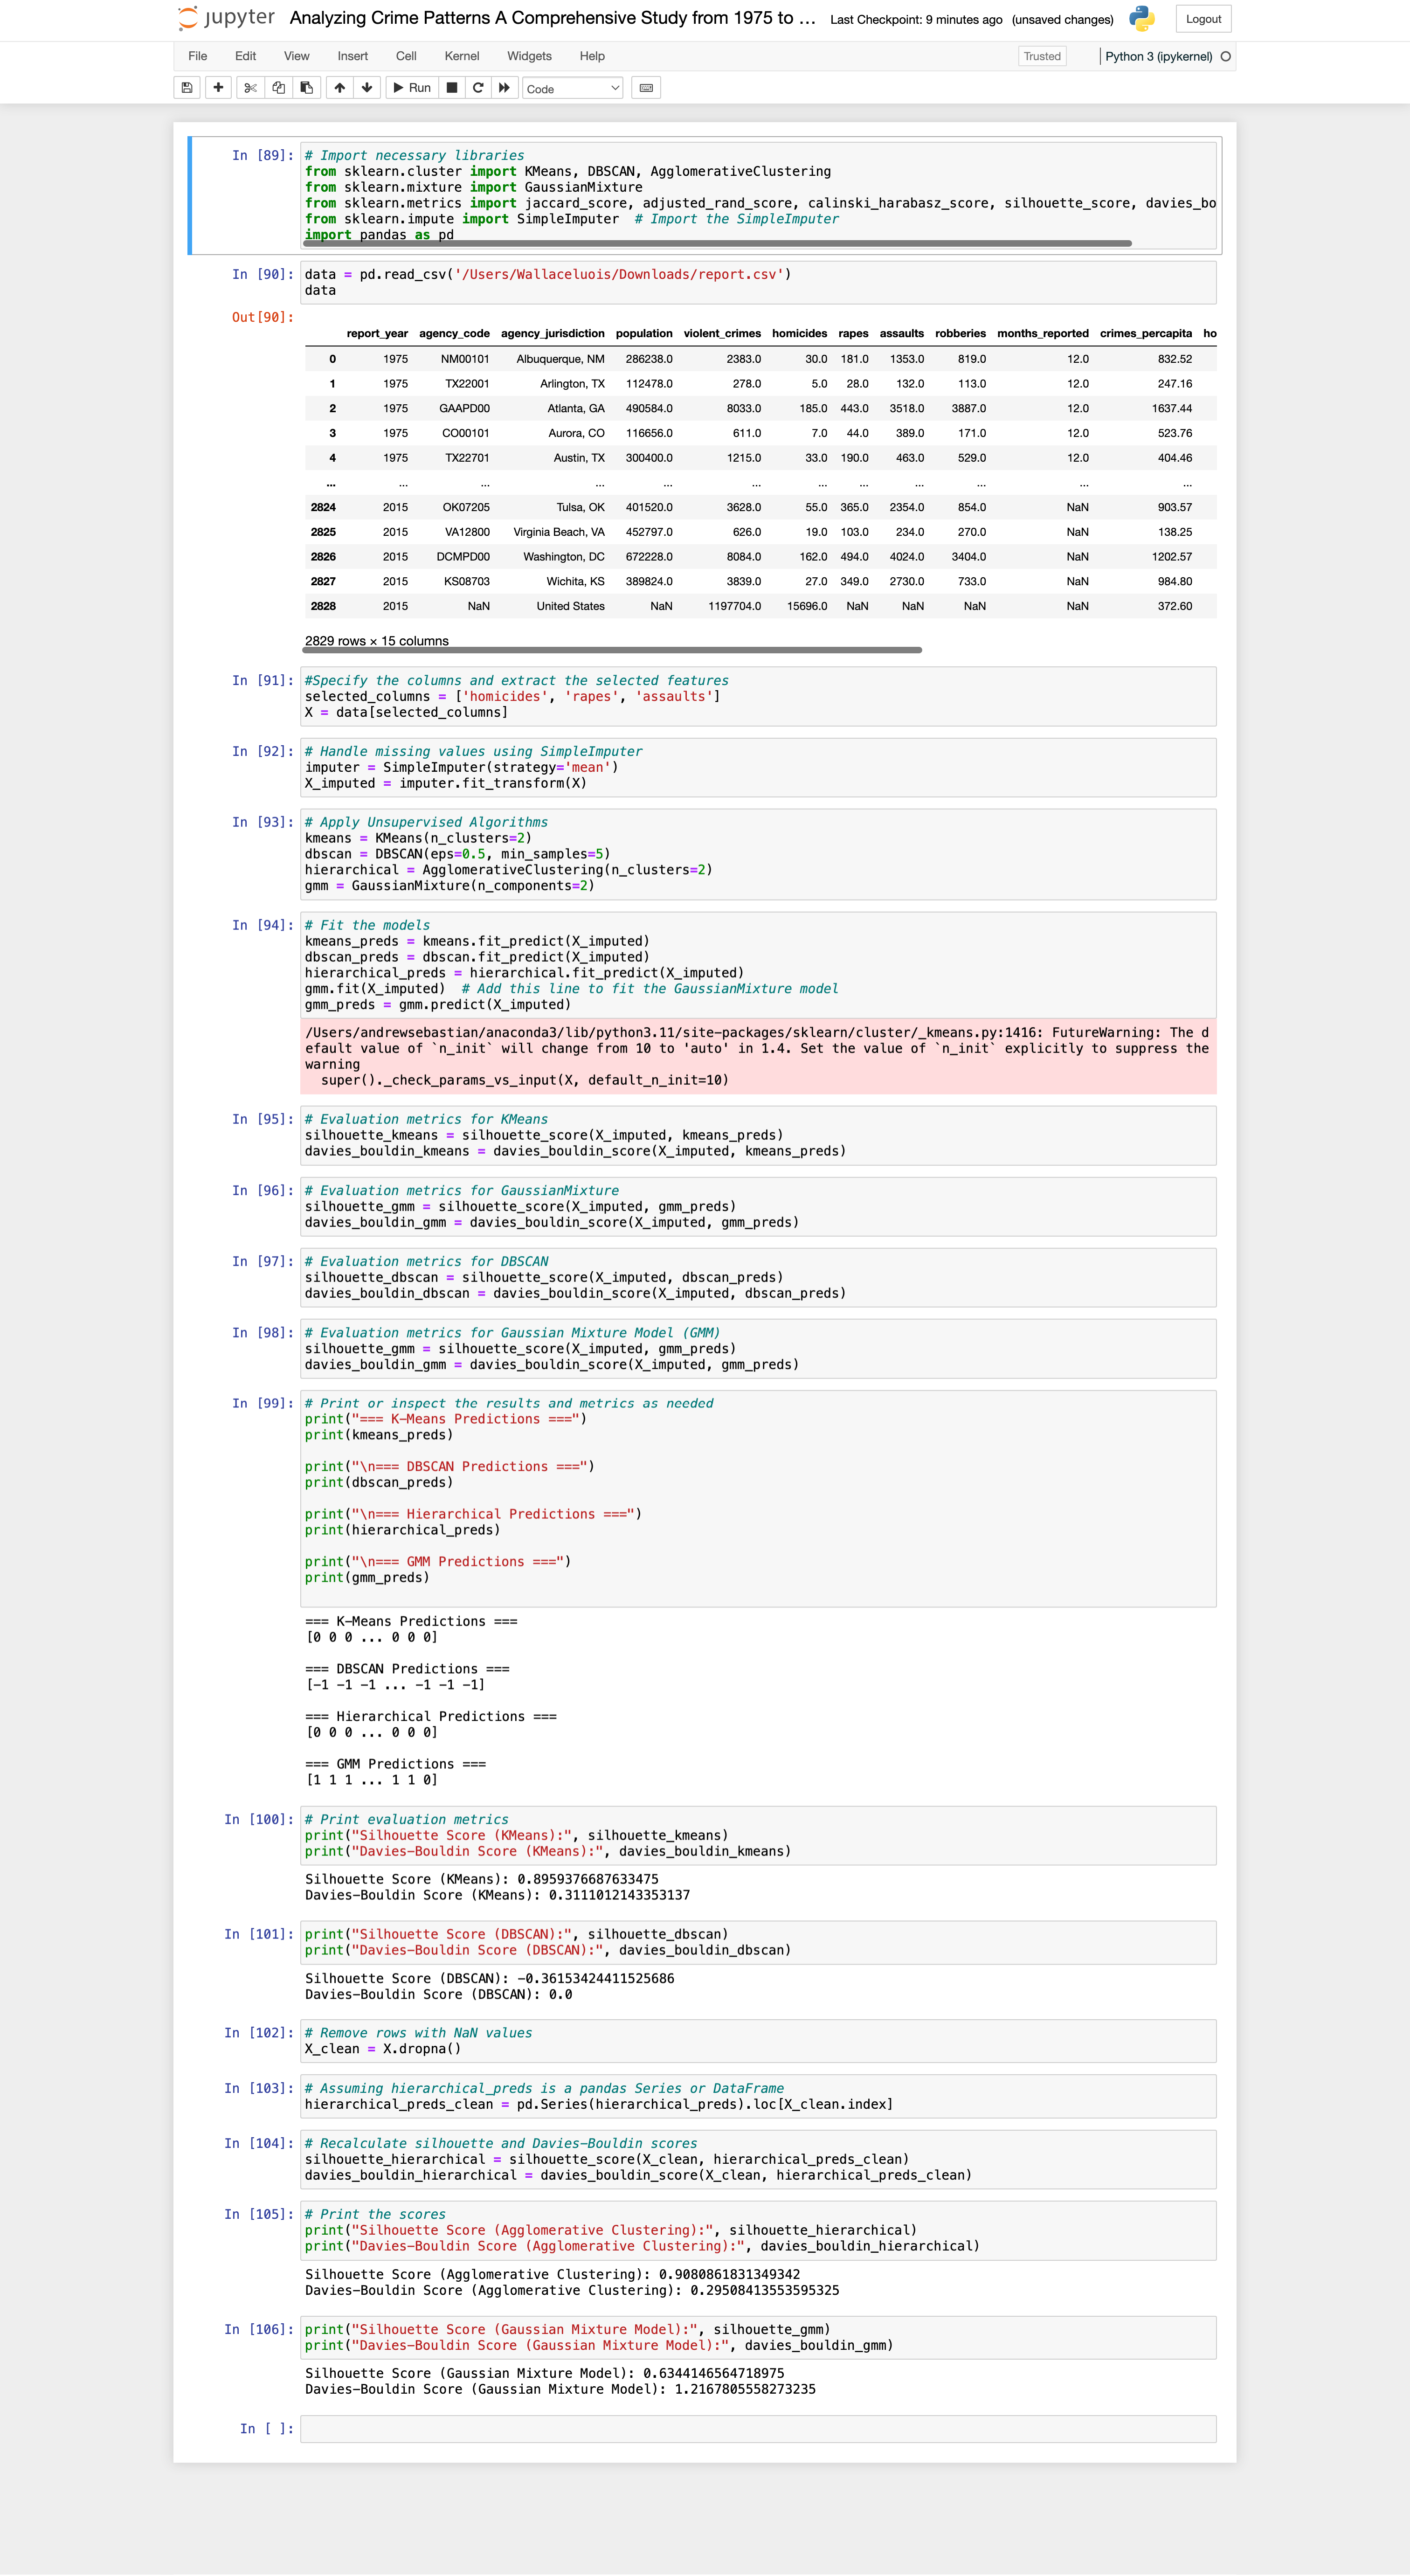 jupyter Analyzing Crime Patterns A Comprehensive Study from 1975 to ... Last Checkpoint: 9 minutes ago (unsaved changes) Logout
File Edit View Insert Cell Kernel Widgets Help Trusted Python 3 (ipykernel)
Run Code
In [89]: # Import necessary libraries
from sklearn.cluster import KMeans, DBSCAN, AgglomerativeClustering
from sklearn.mixture import GaussianMixture
from sklearn.metrics import jaccard_score, adjusted_rand_score, calinski_harabasz_score, silhouette_score, davies_bo
from sklearn.impute import SimpleImputer # Import the SimpleImputer
import pandas as pd
In [90]: data = pd.read_csv('/Users/Wallaceluois/Downloads/report.csv')
data
Out[90]:
report_year agency_code agency_jurisdiction population violent_crimes homicides rapes assaults robberies months_reported crimes_percapita ho
0 1975 NM00101 Albuquerque, NM 286238.0 2383.0 30.0 181.0 1353.0 819.0 12.0 832.52
1 1975 TX22001 Arlington, TX 112478.0 278.0 5.0 28.0 132.0 113.0 12.0 247.16
2 1975 GAAPD00 Atlanta, GA 490584.0 8033.0 185.0 443.0 3518.0 3887.0 12.0 1637.44
3 1975 CO00101 Aurora, CO 116656.0 611.0 7.0 44.0 389.0 171.0 12.0 523.76
4 1975 TX22701 Austin, TX 300400.0 1215.0 33.0 190.0 463.0 529.0 12.0 404.46
... ... ... ... ... ... ... ... ... ... ... ...
2824 2015 OK07205 Tulsa, OK 401520.0 3628.0 55.0 365.0 2354.0 854.0 NaN 903.57
2825 2015 VA12800 Virginia Beach, VA 452797.0 626.0 19.0 103.0 234.0 270.0 NaN 138.25
2826 2015 DCMPD00 Washington, DC 672228.0 8084.0 162.0 494.0 4024.0 3404.0 NaN 1202.57
2827 2015 KS08703 Wichita, KS 389824.0 3839.0 27.0 349.0 2730.0 733.0 NaN 984.80
2828 2015 NaN United States NaN 1197704.0 15696.0 NaN NaN NaN NaN 372.60
2829 rows × 15 columns
In [91]: #Specify the columns and extract the selected features
selected_columns = ['homicides', 'rapes', 'assaults']
X = data[selected_columns]
In [92]: # Handle missing values using SimpleImputer
imputer = SimpleImputer(strategy='mean')
X_imputed = imputer.fit_transform(X)
In [93]: # Apply Unsupervised Algorithms
kmeans = KMeans(n_clusters=2)
dbscan = DBSCAN(eps=0.5, min_samples=5)
hierarchical = AgglomerativeClustering(n_clusters=2)
gmm = GaussianMixture(n_components=2)
In [94]: # Fit the models
kmeans_preds = kmeans.fit_predict(X_imputed)
dbscan_preds = dbscan.fit_predict(X_imputed)
hierarchical_preds = hierarchical.fit_predict(X_imputed)
gmm.fit(X_imputed) # Add this line to fit the GaussianMixture model
gmm_preds = gmm.predict(X_imputed)
/Users/andrewsebastian/anaconda3/lib/python3.11/site-packages/sklearn/cluster/_kmeans.py:1416: FutureWarning: The d
efault value of `n_init` will change from 10 to 'auto' in 1.4. Set the value of `n_init` explicitly to suppress the
warning
super()._check_params_vs_input(X, default_n_init=10)
In [95]: # Evaluation metrics for KMeans
silhouette_kmeans = silhouette_score(X_imputed, kmeans_preds)
davies_bouldin_kmeans = davies_bouldin_score(X_imputed, kmeans_preds)
In [96]: # Evaluation metrics for GaussianMixture
silhouette_gmm = silhouette_score(X_imputed, gmm_preds)
davies_bouldin_gmm = davies_bouldin_score(X_imputed, gmm_preds)
In [97]: # Evaluation metrics for DBSCAN
silhouette_dbscan = silhouette_score(X_imputed, dbscan_preds)
davies_bouldin_dbscan = davies_bouldin_score(X_imputed, dbscan_preds)
In [98]: # Evaluation metrics for Gaussian Mixture Model (GMM)
silhouette_gmm = silhouette_score(X_imputed, gmm_preds)
davies_bouldin_gmm = davies_bouldin_score(X_imputed, gmm_preds)
In [99]: # Print or inspect the results and metrics as needed
print("=== K-Means Predictions ===")
print(kmeans_preds)
print("\n=== DBSCAN Predictions ===")
print(dbscan_preds)
print("\n=== Hierarchical Predictions ===")
print(hierarchical_preds)
print("\n=== GMM Predictions ===")
print(gmm_preds)
=== K-Means Predictions ===
[0 0 0 ... 0 0 0]
=== DBSCAN Predictions ===
[-1 -1 -1 ... -1 -1 -1]
=== Hierarchical Predictions ===
[0 0 0 ... 0 0 0]
=== GMM Predictions ===
[1 1 1 ... 1 1 0]
In [100]: # Print evaluation metrics
print("Silhouette Score (KMeans):", silhouette_kmeans)
print("Davies-Bouldin Score (KMeans):", davies_bouldin_kmeans)
Silhouette Score (KMeans): 0.8959376687633475
Davies-Bouldin Score (KMeans): 0.3111012143353137
In [101]: print("Silhouette Score (DBSCAN):", silhouette_dbscan)
print("Davies-Bouldin Score (DBSCAN):", davies_bouldin_dbscan)
Silhouette Score (DBSCAN): -0.36153424411525686
Davies-Bouldin Score (DBSCAN): 0.0
In [102]: # Remove rows with NaN values
X_clean = X.dropna()
In [103]: # Assuming hierarchical_preds is a pandas Series or DataFrame
hierarchical_preds_clean = pd.Series(hierarchical_preds).loc[X_clean.index]
In [104]: # Recalculate silhouette and Davies-Bouldin scores
silhouette_hierarchical = silhouette_score(X_clean, hierarchical_preds_clean)
davies_bouldin_hierarchical = davies_bouldin_score(X_clean, hierarchical_preds_clean)
In [105]: # Print the scores
print("Silhouette Score (Agglomerative Clustering):", silhouette_hierarchical)
print("Davies-Bouldin Score (Agglomerative Clustering):", davies_bouldin_hierarchical)
Silhouette Score (Agglomerative Clustering): 0.9080861831349342
Davies-Bouldin Score (Agglomerative Clustering): 0.29508413553595325
In [106]: print("Silhouette Score (Gaussian Mixture Model):", silhouette_gmm)
print("Davies-Bouldin Score (Gaussian Mixture Model):", davies_bouldin_gmm)
Silhouette Score (Gaussian Mixture Model): 0.6344146564718975
Davies-Bouldin Score (Gaussian Mixture Model): 1.2167805558273235
In [ ]: